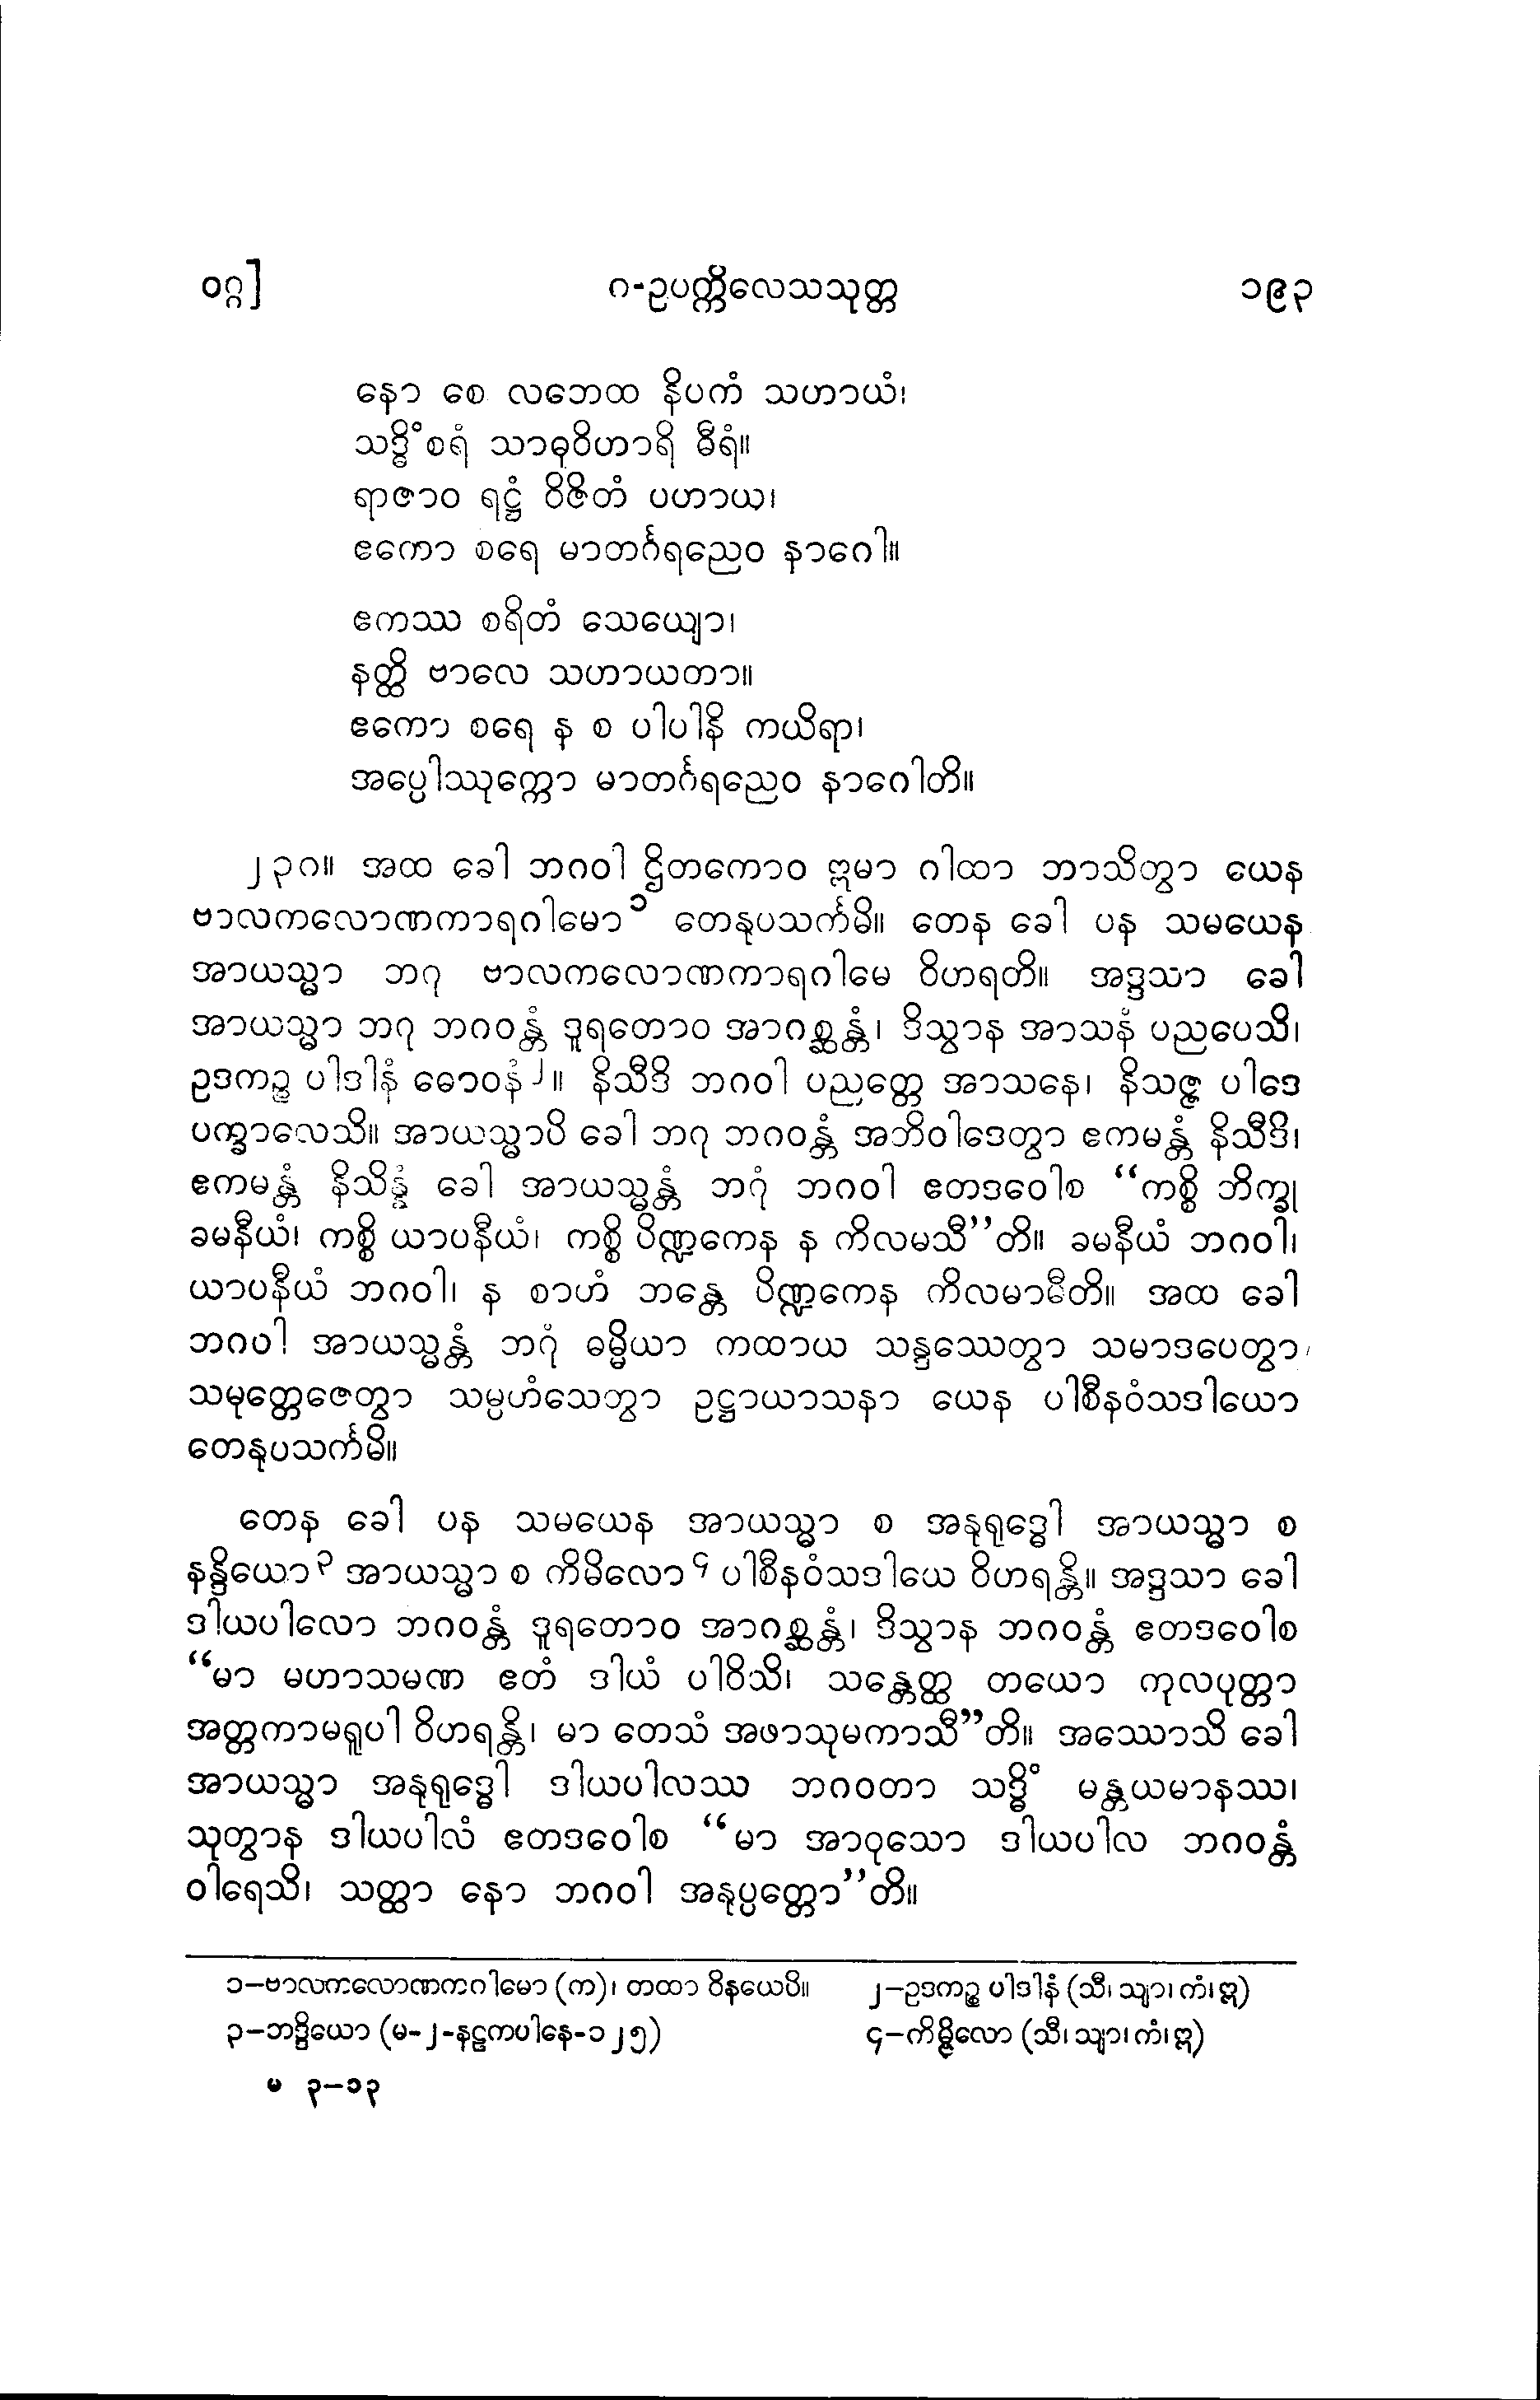 ဝဂ္ဂ]    ဂ-ဥပက္ကိလေသသုတ္တ    ၁၉၃
နော စေ လဘေထ နိပကံ သဟာယံ၊
သဒ္ဓိံ စရံ သာဓုဝိဟာရိ ဓီရံ။
ရာဇာဝ ရဋ္ဌံ ဝိဇိတံ ပဟာယ၊
ဧကော စရေ မာတင်္ဂရညေဝ နာဂေါ။
ဧကဿ စရိတံ သေယျော၊
နတ္ထိ ဗာလေ သဟာယတာ။
ဧကော စရေ န စ ပါပါနိ ကယိရာ၊
အပ္ပေါဿုက္ကော မာတင်္ဂရညေဝ နာဂေါတိ။
၂၃ဂ။ အထ ခေါ ဘဂဝါ ဌိတကောဝ ဣမာ ဂါထာ ဘာသိတွာ ယေန
ဗာလကလောဏကာရဂါမော၁ တေနုပသင်္ကမိ။ တေန ခေါ ပန သမယေန
အာယသ္မာ ဘဂု ဗာလကလောဏကာရဂါမေ ဝိဟရတိ။ အဒ္ဒသာ ခေါ
အာယသ္မာ ဘဂု ဘဂဝန္တံ ဒူရတောဝ အာဂစ္ဆန္တံ၊ ဒိသွာန အာသနံ ပညပေသိ၊
ဥဒကဉ္စ ပါဒါနံ ဓောဝနံ၂။ နိသီဒိ ဘဂဝါ ပညတ္တေ အာသနေ၊ နိသဇ္ဇ ပါဒေ
ပက္ခာလေသိ။ အာယသ္မာပိ ခေါ ဘဂု ဘဂဝန္တံ အဘိဝါဒေတွာ ဧကမန္တံ နိသီဒိ၊
ဧကမန္တံ နိသိန္နံ ခေါ အာယသ္မန္တံ ဘဂုံ ဘဂဝါ ဧတဒဝေါစ “ကစ္စိ ဘိက္ခု
ခမနီယံ၊ ကစ္စိ ယာပနီယံ၊ ကစ္စိ ပိဏ္ဍကေန န ကိလမသီ”တိ။ ခမနီယံ ဘဂဝါ၊
ယာပနီယံ ဘဂဝါ၊ န စာဟံ ဘန္တေ ပိဏ္ဍကေန ကိလမာမီတိ။ အထ ခေါ
ဘဂဝါ အာယသ္မန္တံ ဘဂုံ ဓမ္မိယာ ကထာယ သန္ဒဿေတွာ သမာဒပေတွာ
သမုတ္တေဇေတွာ သမ္ပဟံသေတွာ ဥဋ္ဌာယာသနာ ယေန ပါစီနဝံသဒါယော
တေနုပသင်္ကမိ။
တေန ခေါ ပန သမယေန အာယသ္မာ စ အနုရုဒ္ဓေါ အာယသ္မာ စ
နန္ဒိယော၃ အာယသ္မာ စ ကိမိလော၄ ပါစီနဝံသဒါယေ ဝိဟရန္တိ။ အဒ္ဒသာ ခေါ
ဒါယပါလော ဘဂဝန္တံ ဒူရတောဝ အာဂစ္ဆန္တံ၊ ဒိသွာန ဘဂဝန္တံ ဧတဒဝေါစ
“မာ မဟာသမဏ ဧတံ ဒါယံ ပါဝိသိ၊ သန္တေတ္ထ တယော ကုလပုတ္တာ
အတ္တကာမရူပါ ဝိဟရန္တိ၊ မာ တေသံ အဖာသုမကာသီ”တိ။ အဿောသိ ခေါ
အာယသ္မာ အနုရုဒ္ဓေါ ဒါယပါလဿ ဘဂဝတာ သဒ္ဓိံ မန္တယမာနဿ၊
သုတွာန ဒါယပါလံ ဧတဒဝေါစ “မာ အာဝုသော ဒါယပါလ ဘဂဝန္တံ
ဝါရေသိ၊ သတ္ထာ နော ဘဂဝါ အနုပ္ပတ္တော”တိ။
၁–ဗာလကလောဏကဂါမော (က)၊ တထာ ဝိနယေပိ။    ၂–ဥဒကဉ္စ ပါဒါနံ (သီ၊ သျာ၊ ကံ၊ ဣ)
၃–ဘဒ္ဒိယော (မ-၂-နဠကပါနေ-၁၂၅)    ၄–ကိမ္ဗိလော (သီ၊ သျာ၊ ကံ၊ ဣ)
မ ၃–၁၃